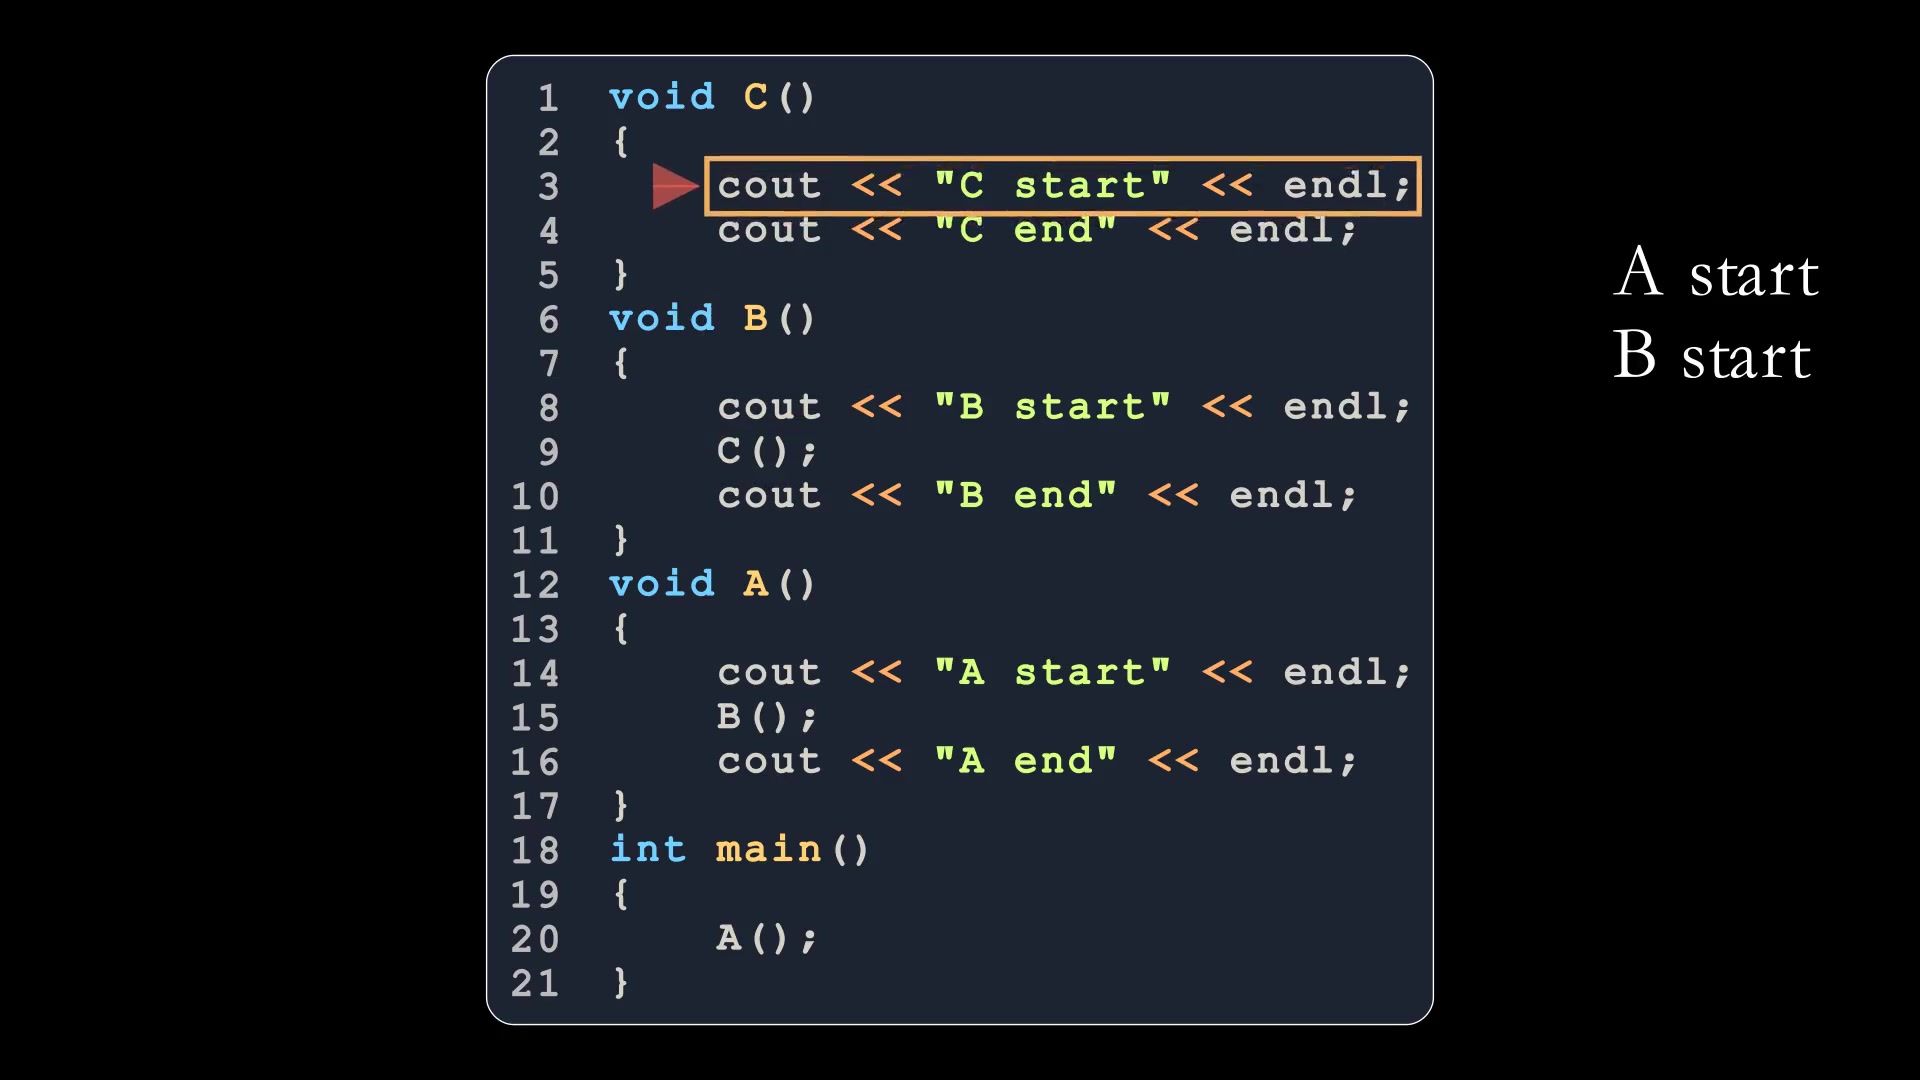 1 void C()
2 {
3 cout << "C start" << endl;
4 cout << "C end" << endl;
5 }
6 void B()
7 {
8 cout << "B start" << endl;
9 C();
10 cout << "B end" << endl;
11 }
12 void A()
13 {
14 cout << "A start" << endl;
15 B();
16 cout << "A end" << endl;
17 }
18 int main()
19 {
20 A();
21 }
A start
B start